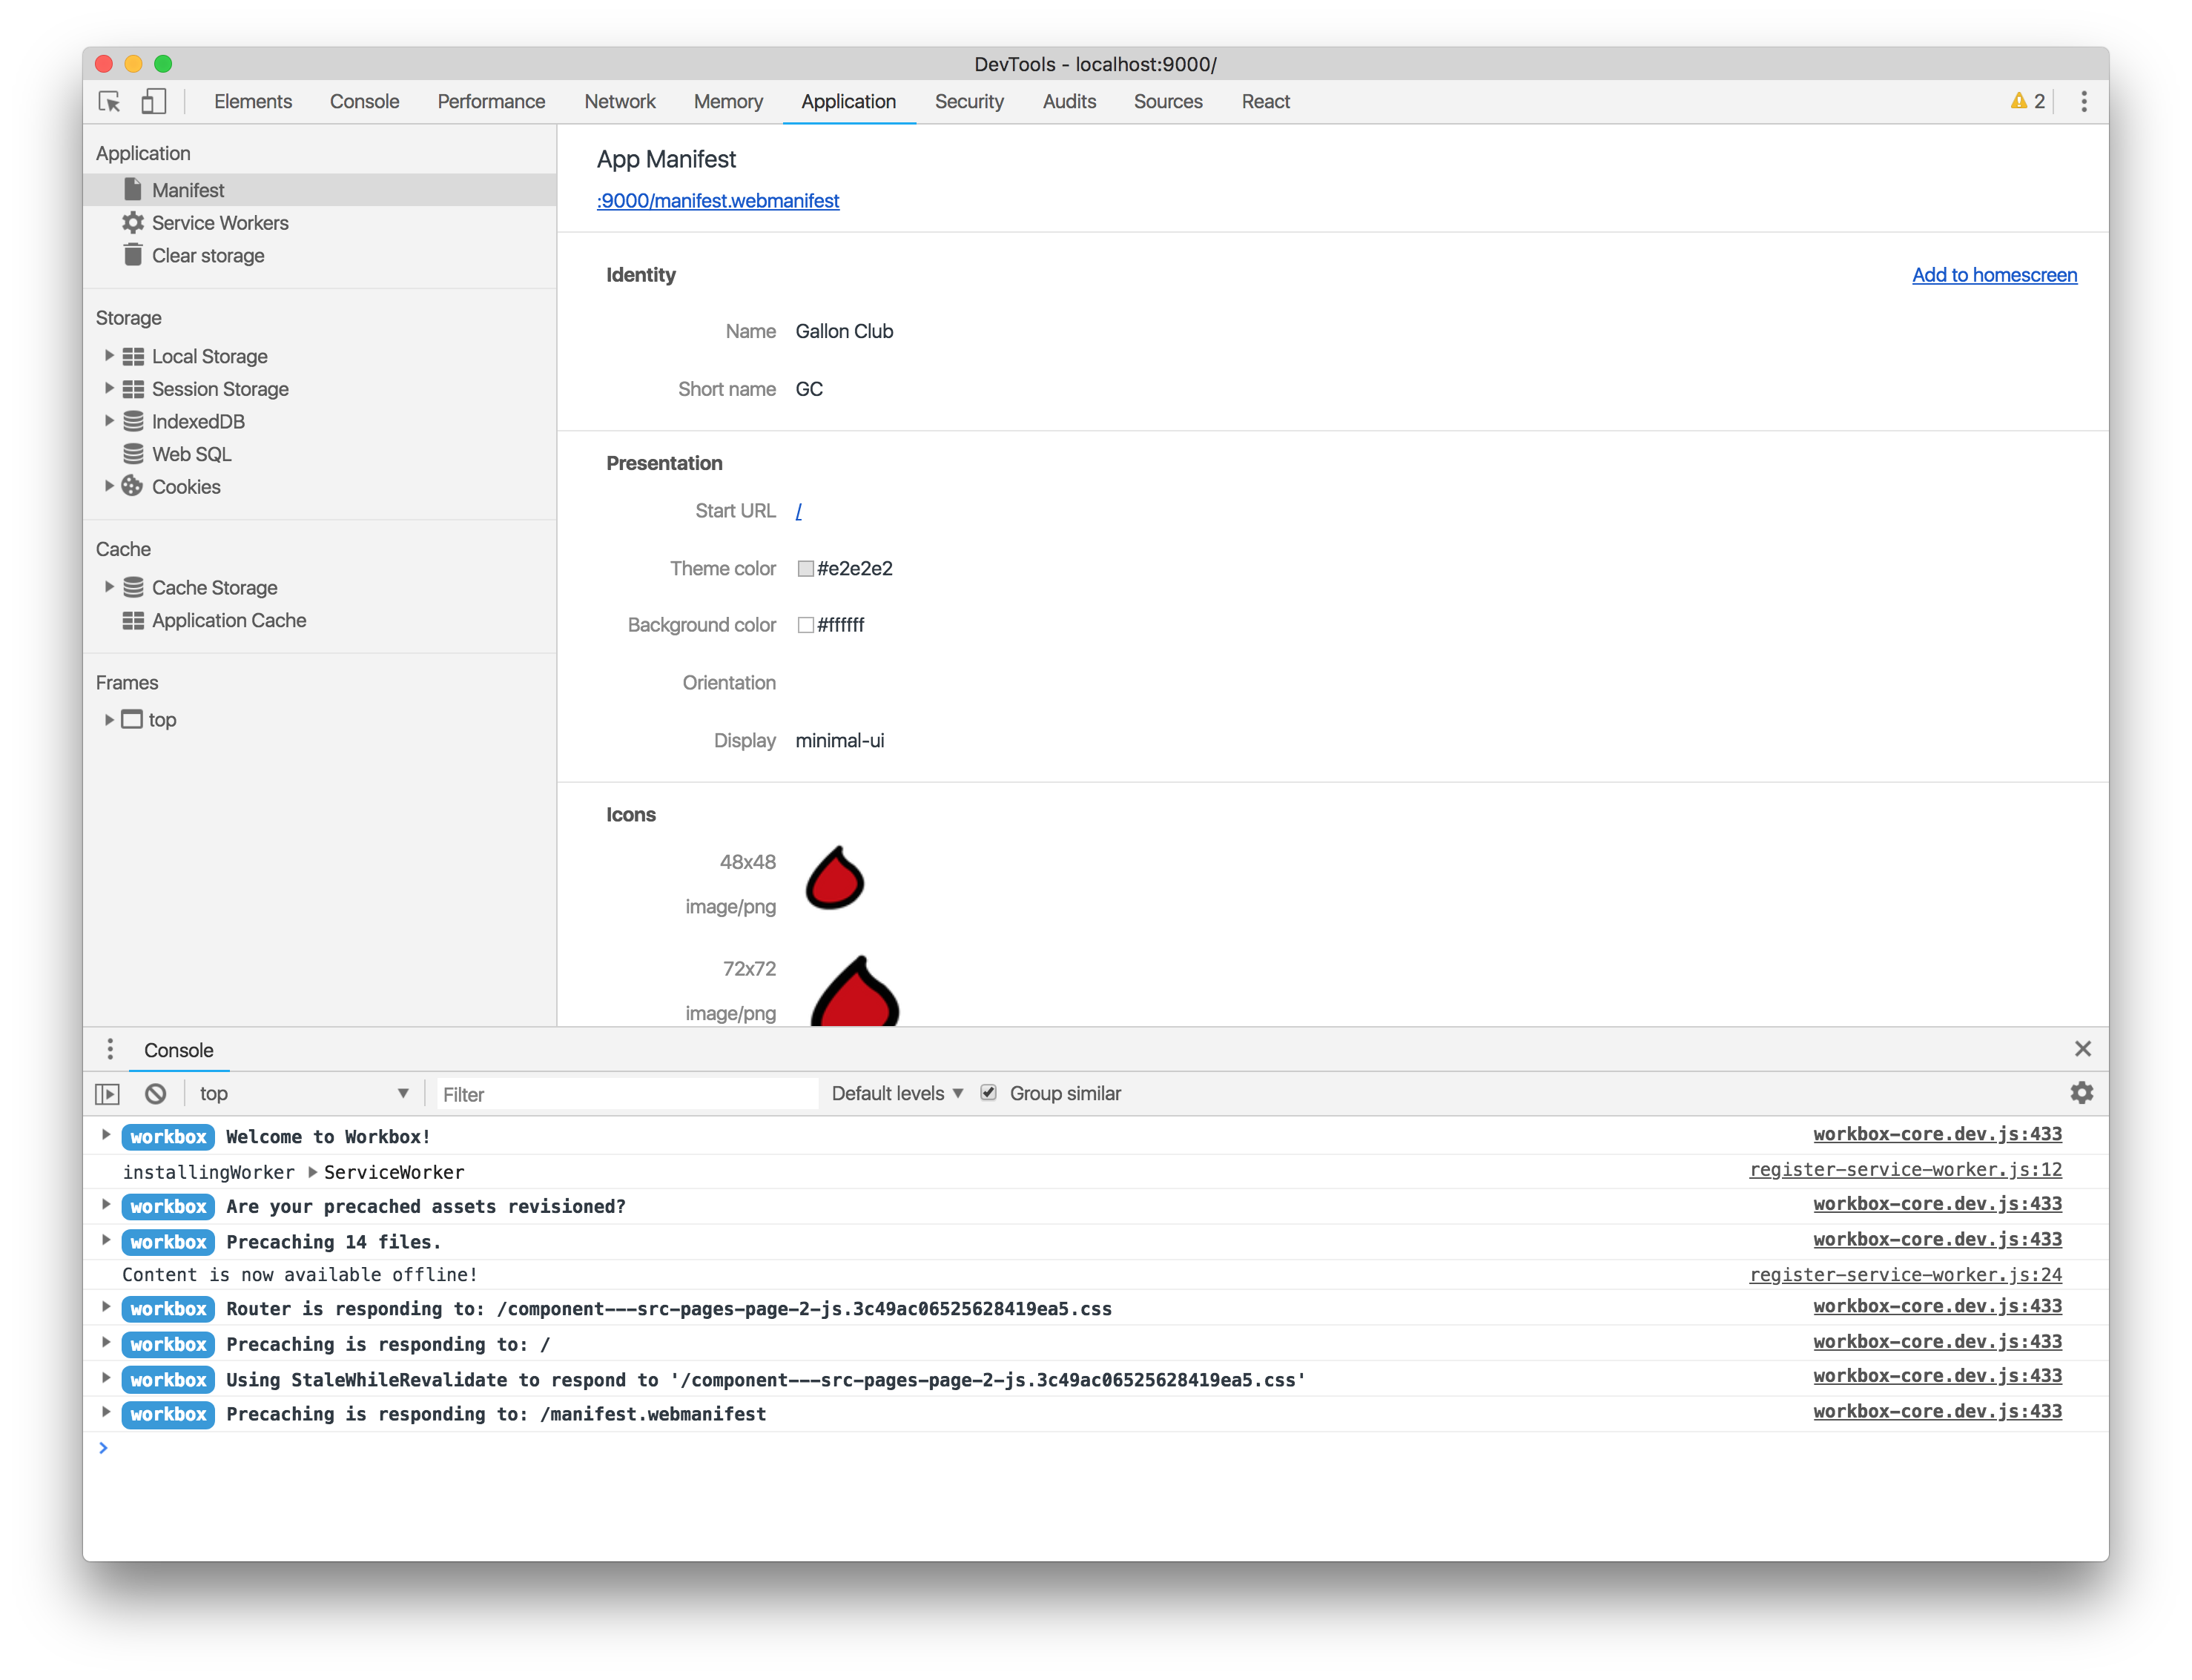 DevTools - localhost:9000/
Elements Console Performance Network Memory Application Security Audits Sources React 2
Application
Manifest
Service Workers
Clear storage
Storage
Local Storage
Session Storage
IndexedDB
Web SQL
Cookies
Cache
Cache Storage
Application Cache
Frames
top
App Manifest
:9000/manifest.webmanifest
Identity Add to homescreen
Name Gallon Club
Short name GC
Presentation
Start URL /
Theme color #e2e2e2
Background color #ffffff
Orientation
Display minimal-ui
Icons
48x48
image/png
72x72
image/png
Console
top Filter Default levels Group similar
workbox Welcome to Workbox! workbox-core.dev.js:433
installingWorker ServiceWorker register-service-worker.js:12
workbox Are your precached assets revisioned? workbox-core.dev.js:433
workbox Precaching 14 files. workbox-core.dev.js:433
Content is now available offline! register-service-worker.js:24
workbox Router is responding to: /component---src-pages-page-2-js.3c49ac06525628419ea5.css workbox-core.dev.js:433
workbox Precaching is responding to: / workbox-core.dev.js:433
workbox Using StaleWhileRevalidate to respond to '/component---src-pages-page-2-js.3c49ac06525628419ea5.css' workbox-core.dev.js:433
workbox Precaching is responding to: /manifest.webmanifest workbox-core.dev.js:433